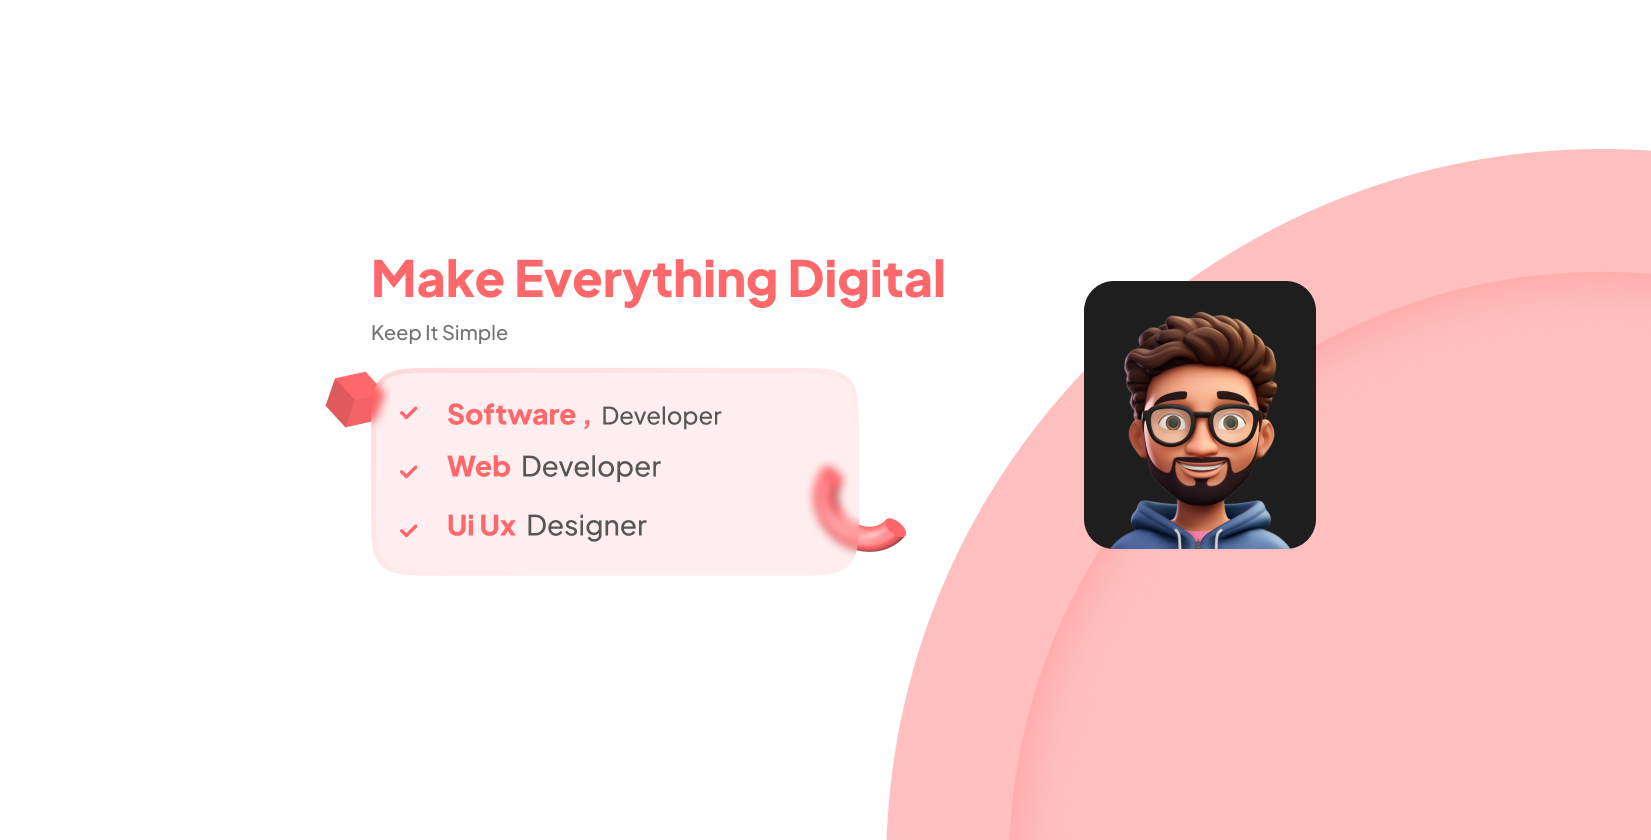 Make Everything Digital
Keep It Simple
Software , Developer
Web Developer
Ui Ux Designer